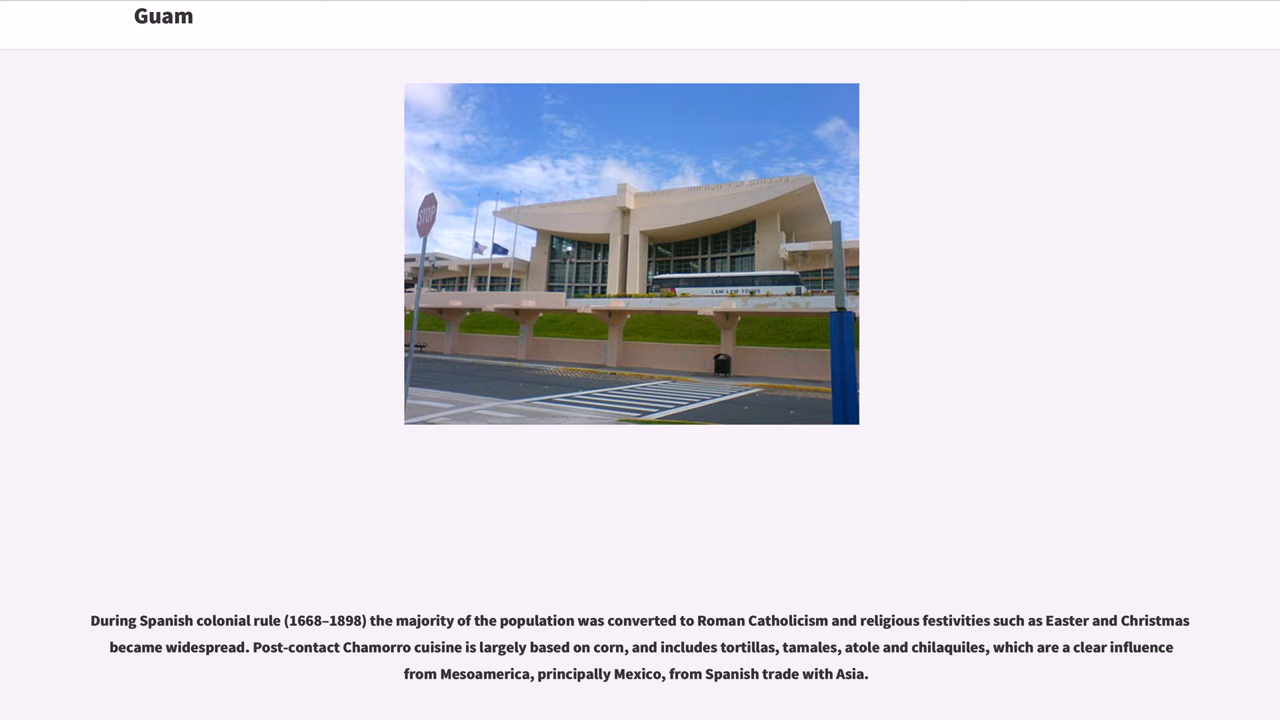 Guam
STOP
LAM LAM TOURS
During Spanish colonial rule (1668–1898) the majority of the population was converted to Roman Catholicism and religious festivities such as Easter and Christmas
became widespread. Post-contact Chamorro cuisine is largely based on corn, and includes tortillas, tamales, atole and chilaquiles, which are a clear influence
from Mesoamerica, principally Mexico, from Spanish trade with Asia.